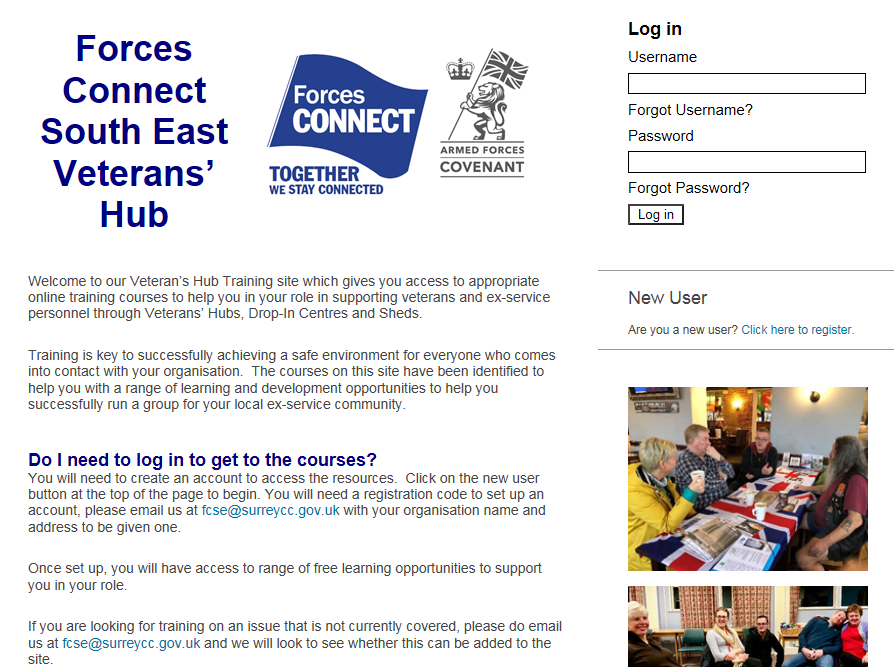 Forces
Connect
South East
Veterans’
Hub
Forces
CONNECT
TOGETHER
WE STAY CONNECTED
ARMED FORCES
COVENANT
Welcome to our Veteran’s Hub Training site which gives you access to appropriate
online training courses to help you in your role in supporting veterans and ex-service
personnel through Veterans’ Hubs, Drop-In Centres and Sheds.
Training is key to successfully achieving a safe environment for everyone who comes
into contact with your organisation.  The courses on this site have been identified to
help you with a range of learning and development opportunities to help you
successfully run a group for your local ex-service community.
Do I need to log in to get to the courses?
You will need to create an account to access the resources.  Click on the new user
button at the top of the page to begin. You will need a registration code to set up an
account, please email us at fcse@surreycc.gov.uk with your organisation name and
address to be given one.
Once set up, you will have access to range of free learning opportunities to support
you in your role.
If you are looking for training on an issue that is not currently covered, please do email
us at fcse@surreycc.gov.uk and we will look to see whether this can be added to the
site.
Log in
Username
Forgot Username?
Password
Forgot Password?
Log in
New User
Are you a new user? Click here to register.